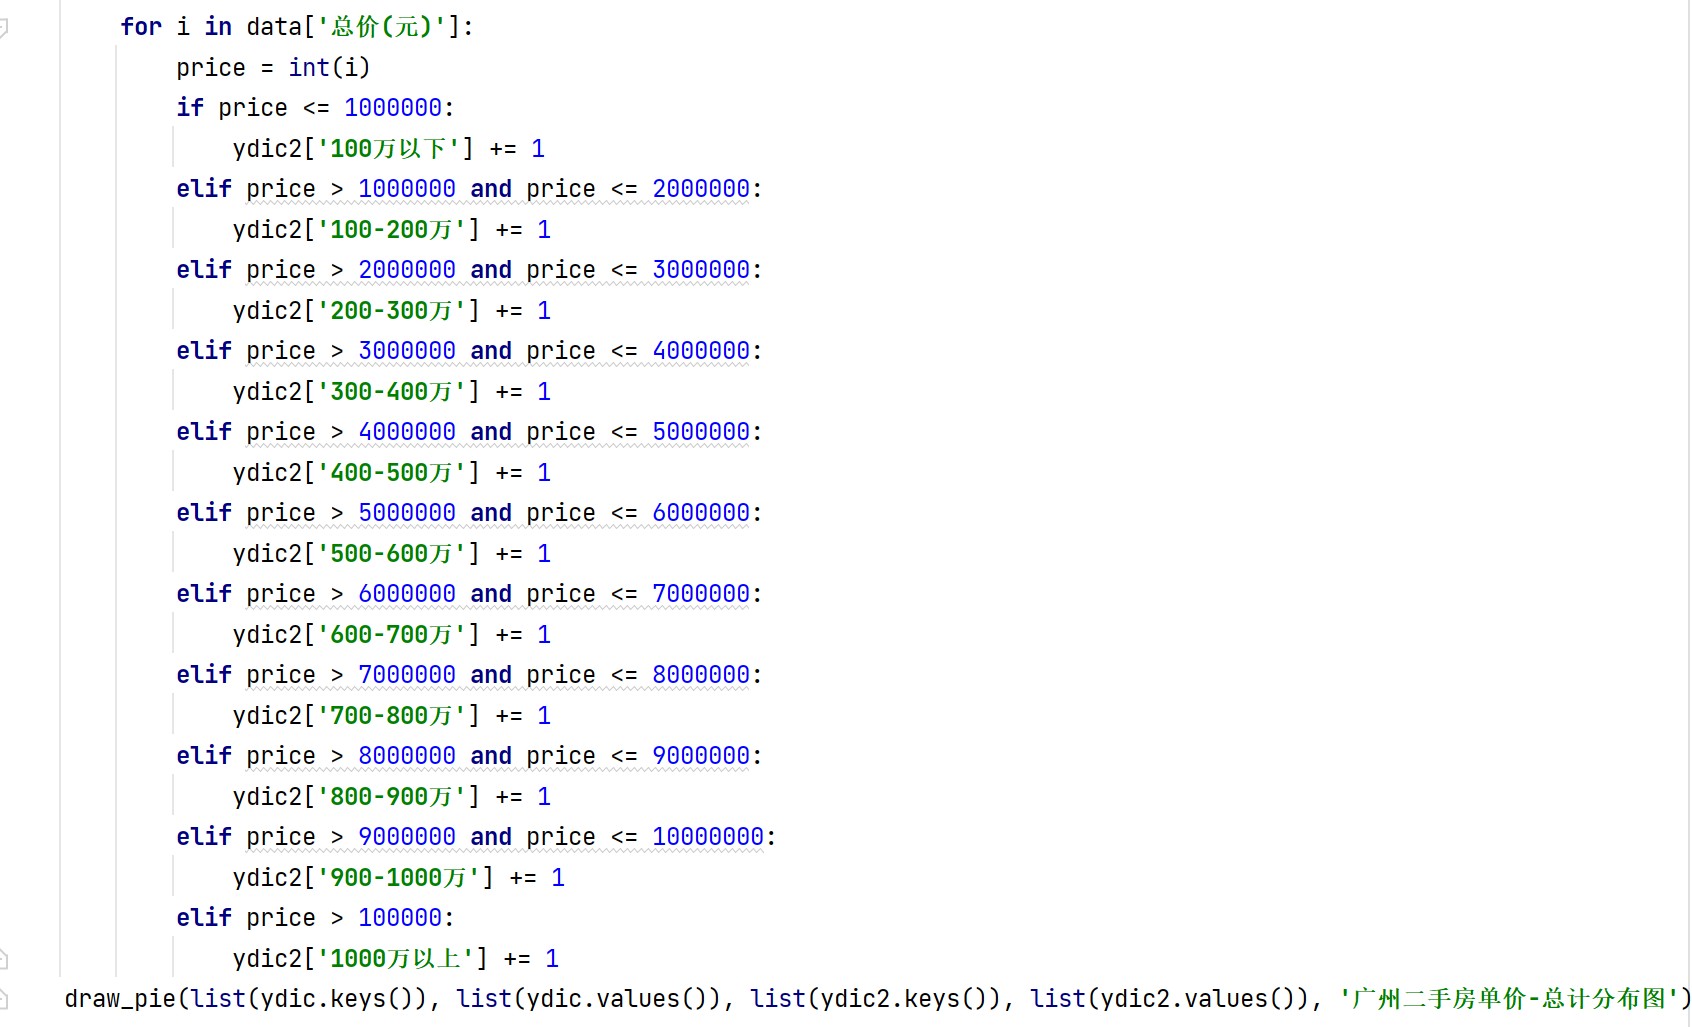 for i in data['总价(元)']:
price = int(i)
if price <= 1000000:
ydic2['100万以下'] += 1
elif price > 1000000 and price <= 2000000:
ydic2['100-200万'] += 1
elif price > 2000000 and price <= 3000000:
ydic2['200-300万'] += 1
elif price > 3000000 and price <= 4000000:
ydic2['300-400万'] += 1
elif price > 4000000 and price <= 5000000:
ydic2['400-500万'] += 1
elif price > 5000000 and price <= 6000000:
ydic2['500-600万'] += 1
elif price > 6000000 and price <= 7000000:
ydic2['600-700万'] += 1
elif price > 7000000 and price <= 8000000:
ydic2['700-800万'] += 1
elif price > 8000000 and price <= 9000000:
ydic2['800-900万'] += 1
elif price > 9000000 and price <= 10000000:
ydic2['900-1000万'] += 1
elif price > 100000:
ydic2['1000万以上'] += 1
draw_pie(list(ydic.keys()), list(ydic.values()), list(ydic2.keys()), list(ydic2.values()), '广州二手房单价-总计分布图')